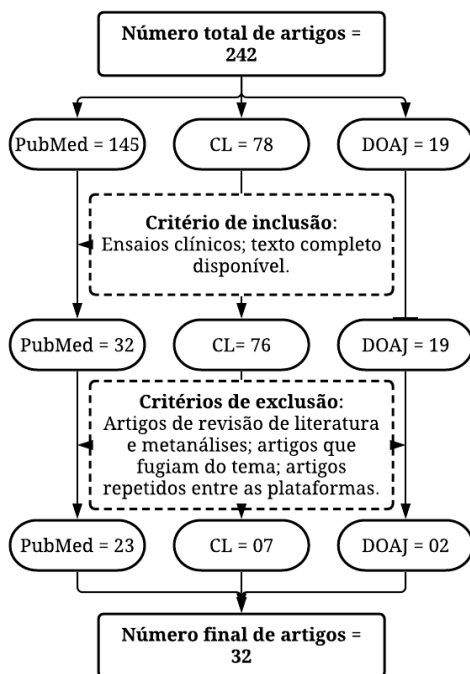 Número total de artigos =
242
PubMed = 145
CL = 78
DOAJ = 19
Critério de inclusão:
Ensaios clínicos; texto completo
disponível.
PubMed = 32
CL= 76
DOAJ = 19
Critérios de exclusão:
Artigos de revisão de literatura
e metanálises; artigos que
fugiam do tema; artigos
repetidos entre as plataformas.
PubMed = 23
CL = 07
DOAJ = 02
Número final de artigos =
32